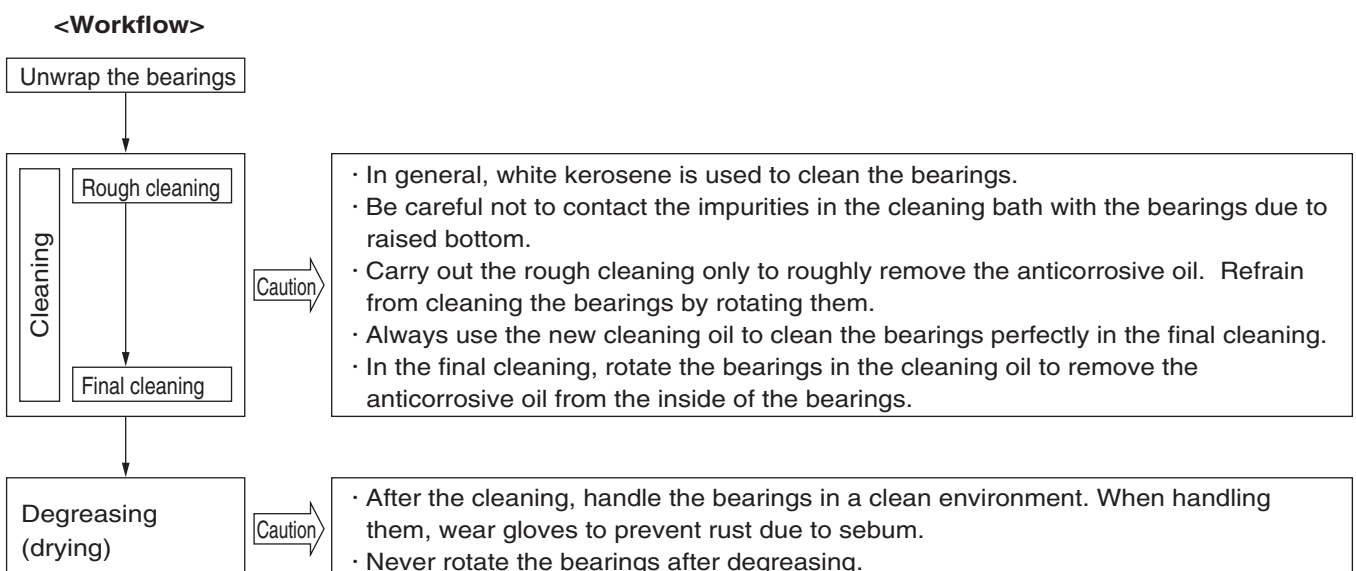 <Workflow>
Unwrap the bearings
Cleaning
Rough cleaning
Final cleaning
Caution
· In general, white kerosene is used to clean the bearings.
· Be careful not to contact the impurities in the cleaning bath with the bearings due to
raised bottom.
· Carry out the rough cleaning only to roughly remove the anticorrosive oil.  Refrain
from cleaning the bearings by rotating them.
· Always use the new cleaning oil to clean the bearings perfectly in the final cleaning.
· In the final cleaning, rotate the bearings in the cleaning oil to remove the
anticorrosive oil from the inside of the bearings.
Degreasing
(drying)
Caution
· After the cleaning, handle the bearings in a clean environment. When handling
them, wear gloves to prevent rust due to sebum.
· Never rotate the bearings after degreasing.